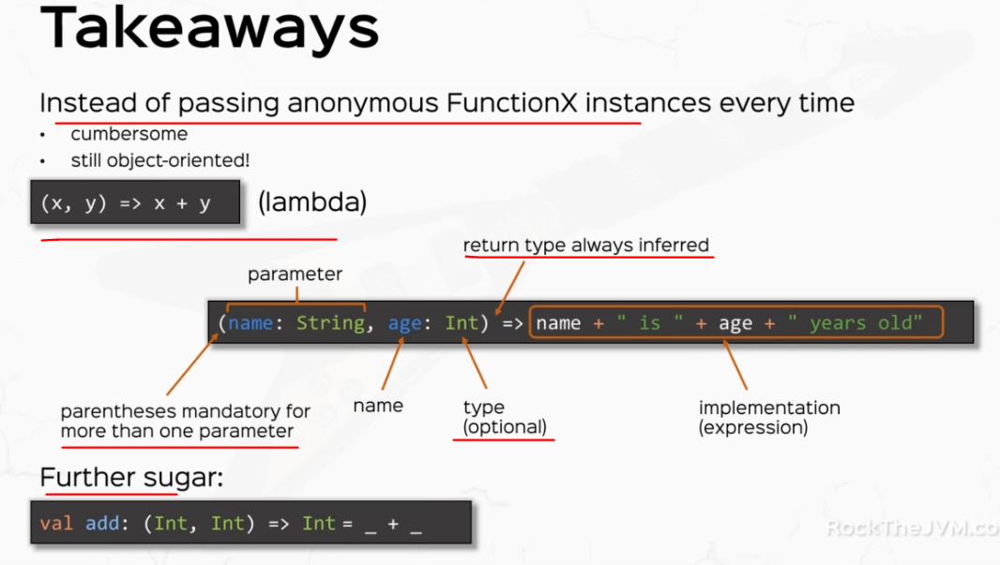 Takeaways
Instead of passing anonymous FunctionX instances every time
• cumbersome
• still object-oriented!
(x, y) => x + y
(lambda)
return type always inferred
parameter
(name: String, age: Int) => name + " is " + age + " years old"
parentheses mandatory for
more than one parameter
name
type
(optional)
implementation
(expression)
Further sugar:
val add: (Int, Int) => Int = _ + _
RockTheJVM.co